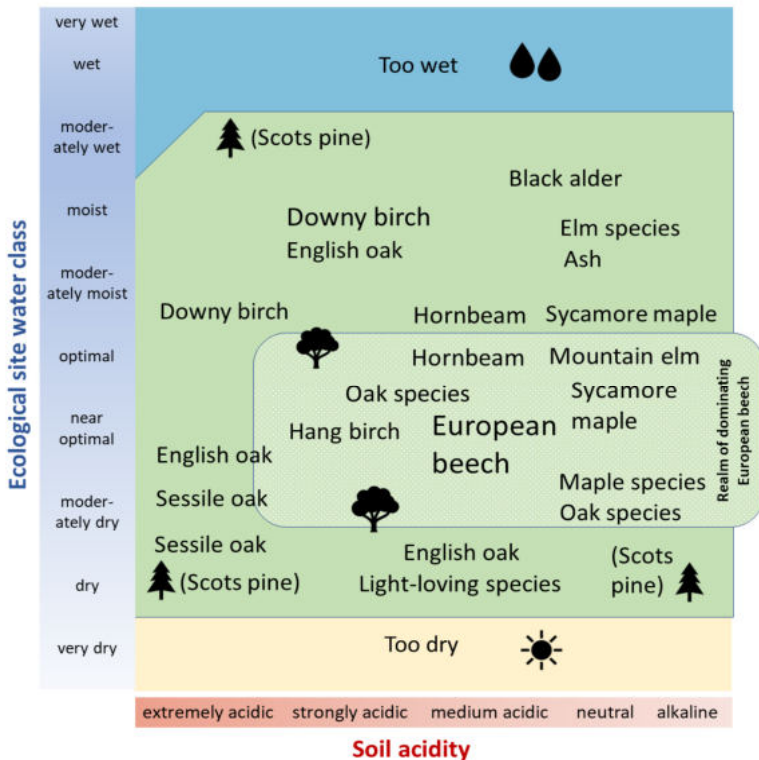 very wet
wet
Too wet
moder-
ately wet
(Scots pine)
Black alder
moist
Downy birch
English oak
Elm species
Ash
moder-
ately moist
Downy birch
Hornbeam
Sycamore maple
optimal
Hornbeam
Mountain elm
Oak species
Sycamore
maple
near
optimal
Hang birch
European
beech
English oak
Realm of dominating
European beech
moder-
ately dry
Sessile oak
Maple species
Oak species
Sessile oak
English oak
(Scots
pine)
dry
(Scots pine)
Light-loving species
very dry
Too dry
Ecological site water class
extremely acidic
strongly acidic
medium acidic
neutral
alkaline
Soil acidity